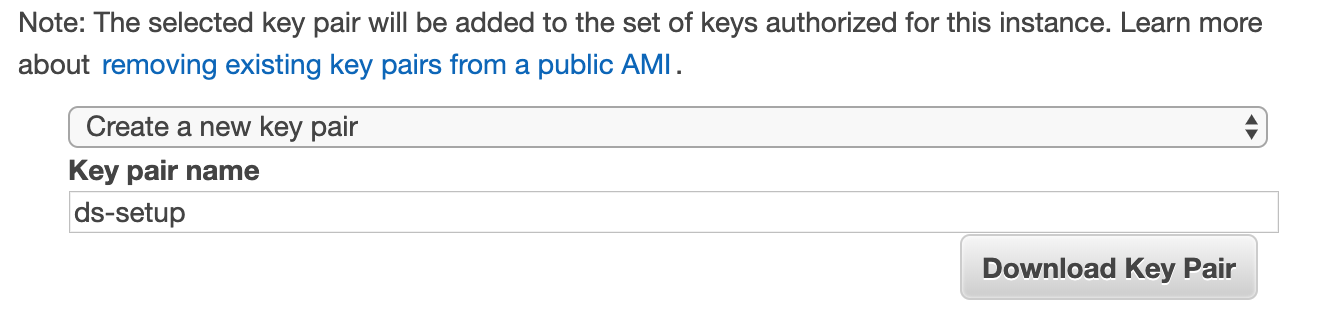 Note: The selected key pair will be added to the set of keys authorized for this instance. Learn more
about removing existing key pairs from a public AMI.
Create a new key pair
Key pair name
ds-setup
Download Key Pair